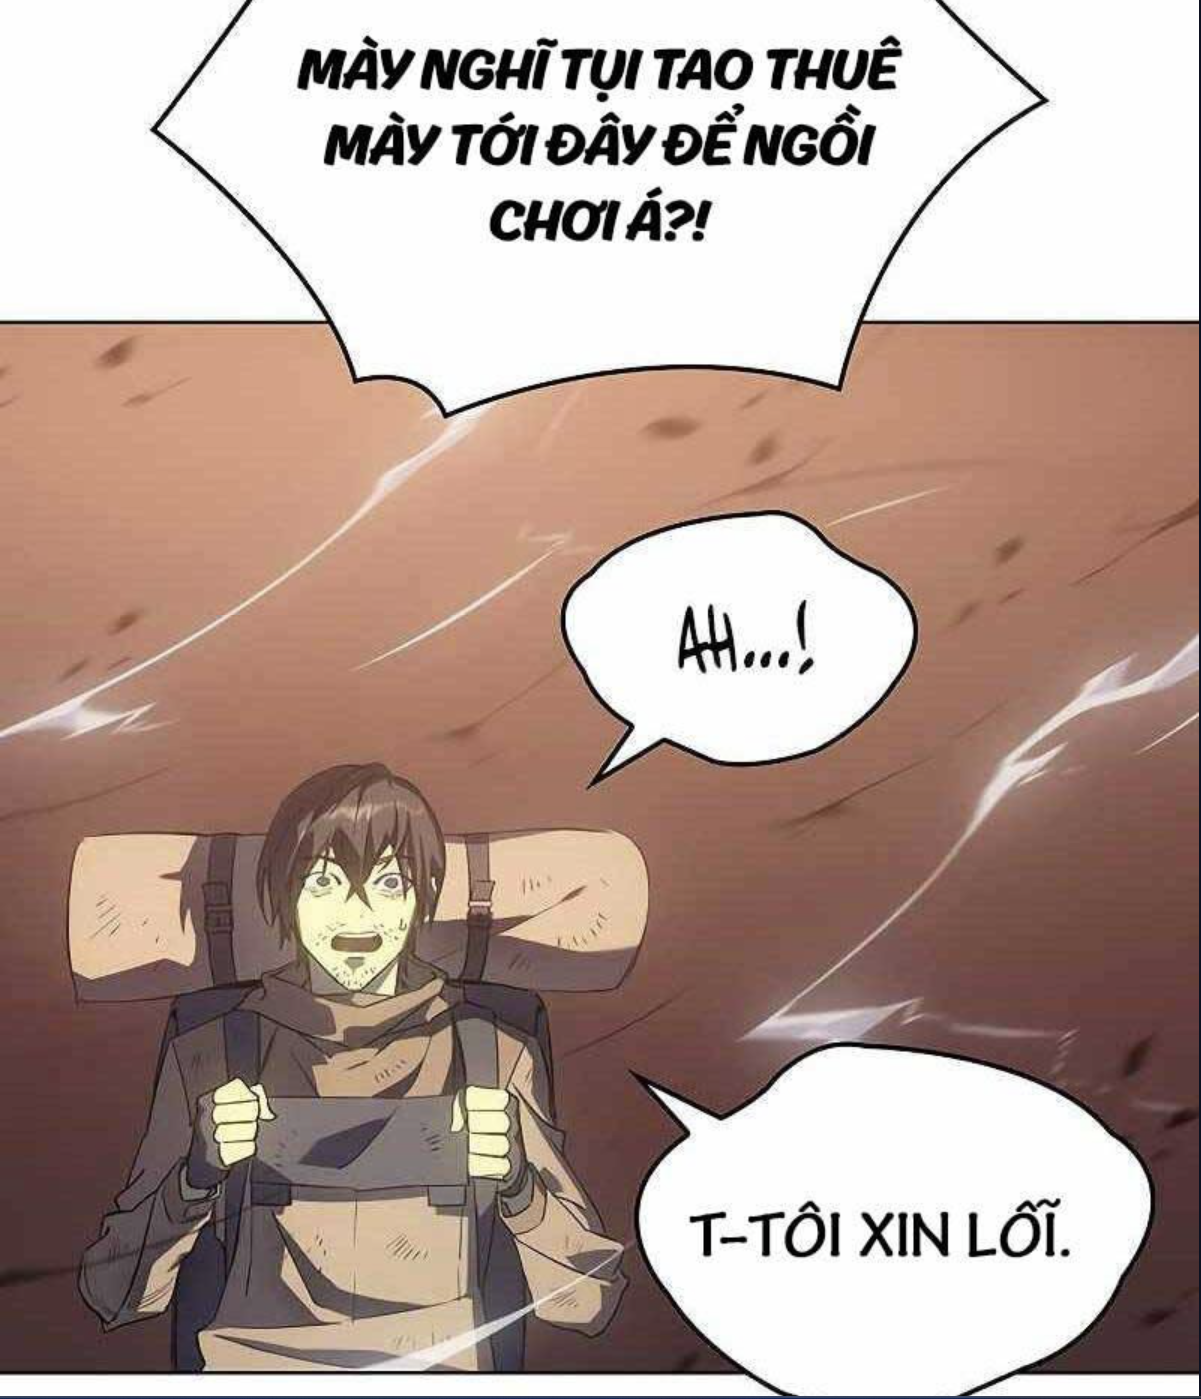 MÀY NGHĨ TỤI TAO THUÊ
MÀY TỚI ĐÂY ĐỂ NGỒI
CHƠI Á?!
AH...!
T-TÔI XIN LỖI.